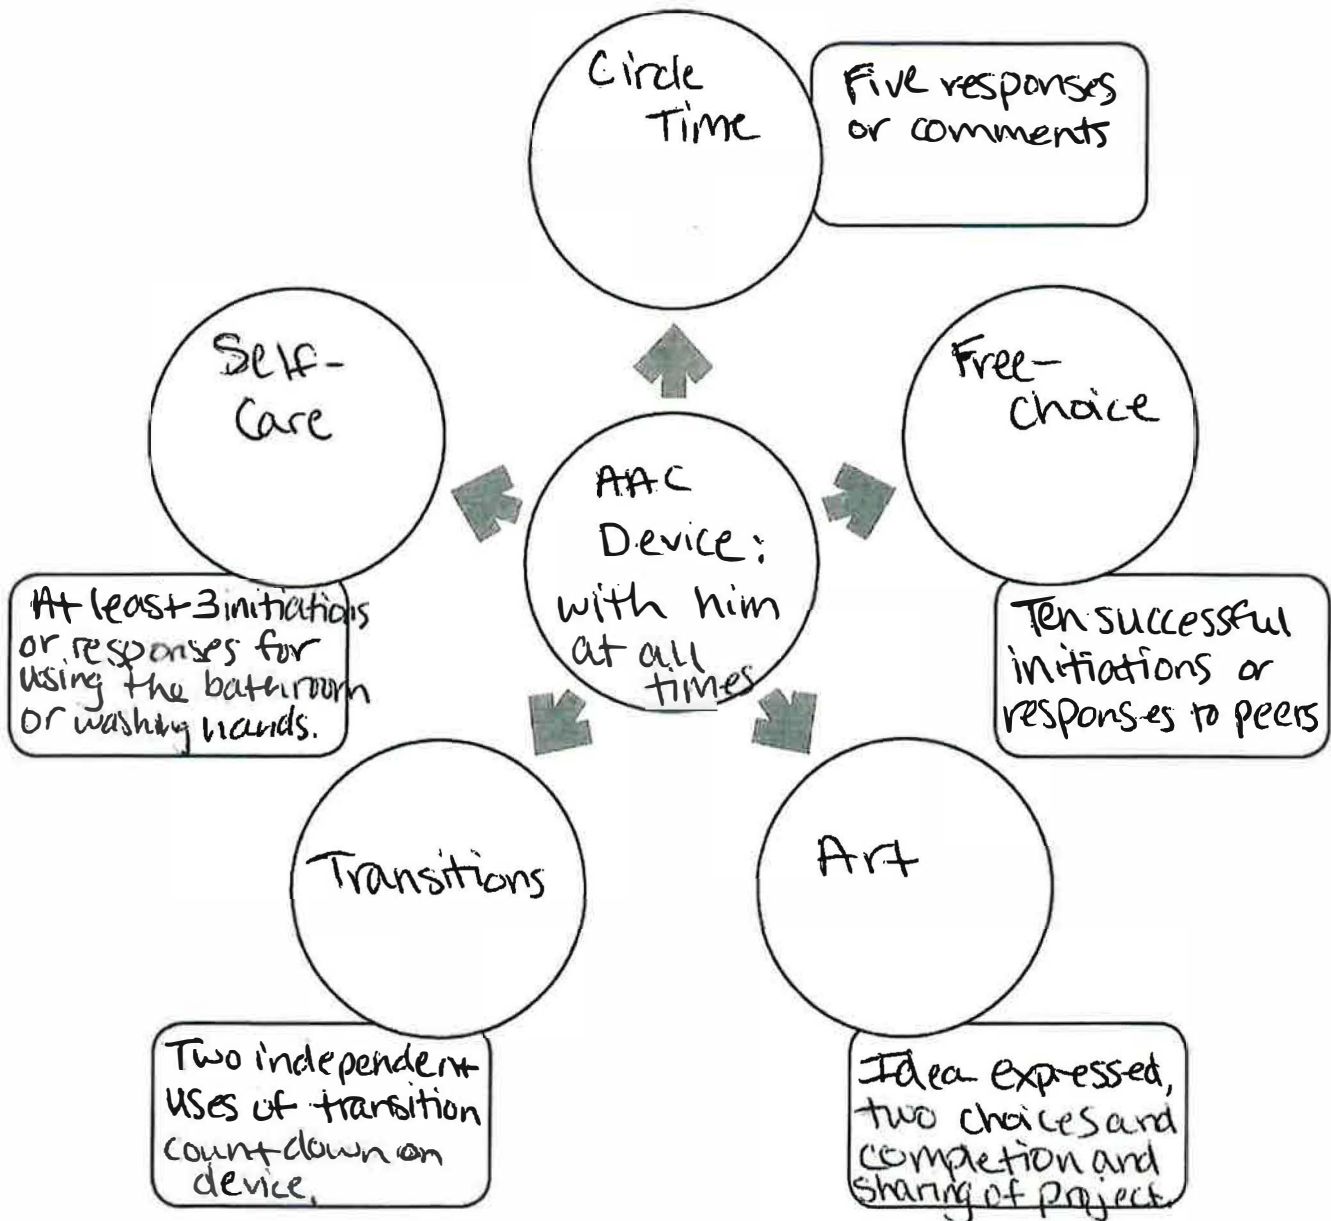 Circle
Time
Five responses
or comments
Self-
Care
At least 3 initiations
or responses for
using the bathroom
or washing hands.
Free-
choice
Ten successful
initiations or
responses to peers
AAC
Device:
with him
at all
times
Transitions
Two independent
uses of transition
countdown on
device.
Art
Idea expressed,
two choices and
completion and
sharing of project.